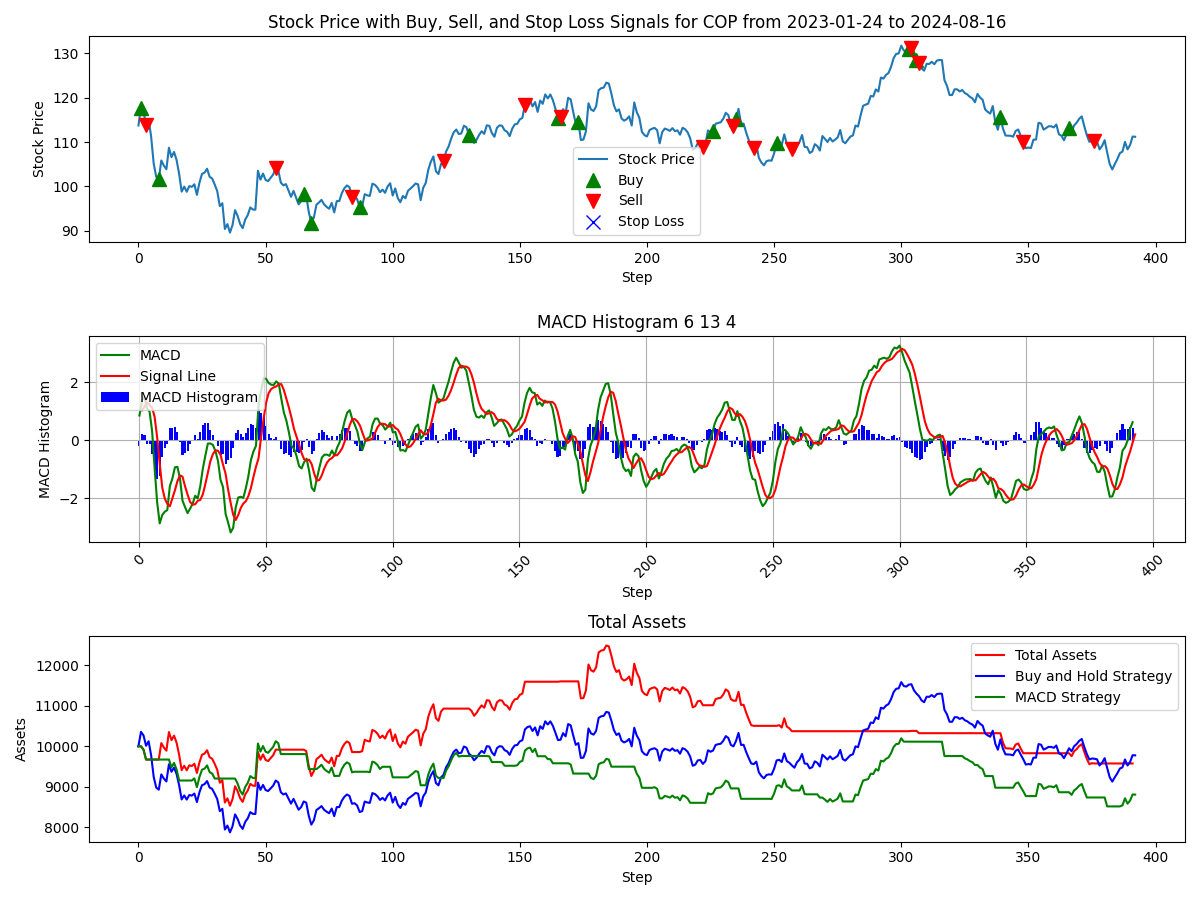 Stock Price with Buy, Sell, and Stop Loss Signals for COP from 2023-01-24 to 2024-08-16
Stock Price
130
120
110
100
90
Stock Price
Buy
Sell
Stop Loss
0 50 100 150 200 250 300 350 400
Step
MACD Histogram 6 13 4
MACD Histogram
2
0
−2
MACD
Signal Line
MACD Histogram
0 50 100 150 200 250 300 350 400
Step
Total Assets
Assets
12000
11000
10000
9000
8000
Total Assets
Buy and Hold Strategy
MACD Strategy
0 50 100 150 200 250 300 350 400
Step